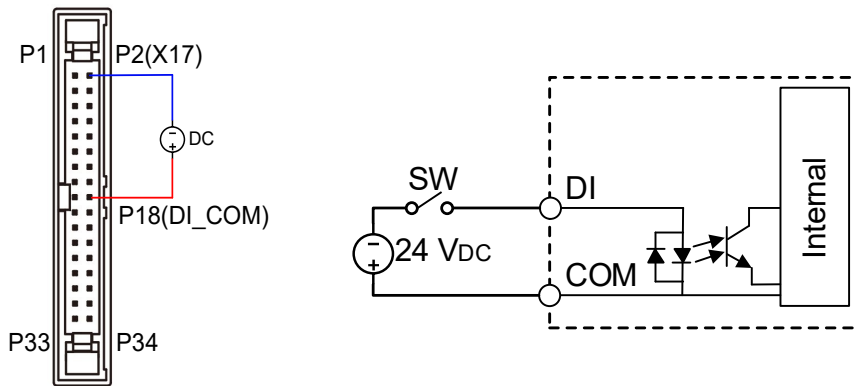 P1
P2(X17)
−
+
DC
P18(DI_COM)
P33
P34
SW
DI
−
+
24 VDC
COM
Internal